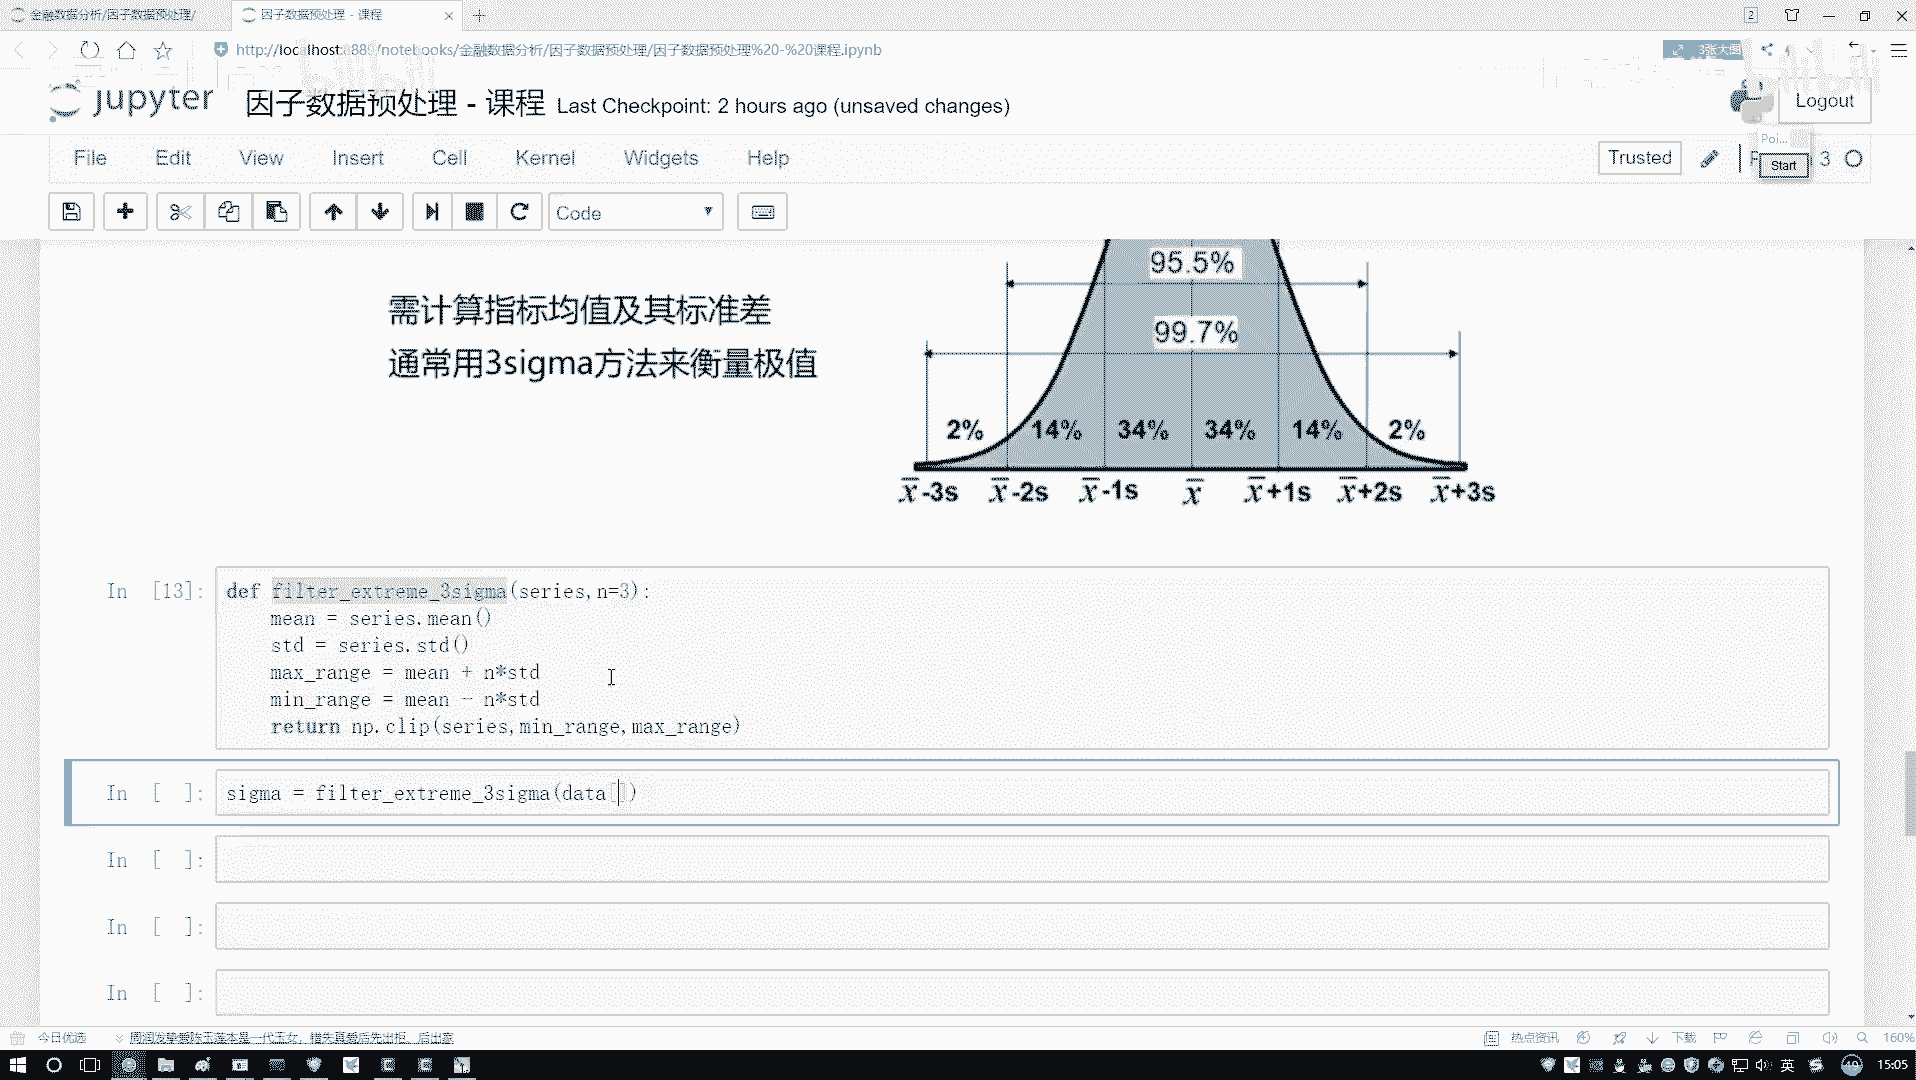 金融数据分析/因子数据预处理/
因子数据预处理 - 课程
2
http://localhost:889/notebooks/金融数据分析/因子数据预处理/因子数据预处理%20-%20课程.ipynb
3张大图
jupyter
因子数据预处理 - 课程 Last Checkpoint: 2 hours ago (unsaved changes)
Logout
Poi...
Start
File Edit View Insert Cell Kernel Widgets Help
Trusted
3
Code
95.5%
需计算指标均值及其标准差
99.7%
通常用3sigma方法来衡量极值
2% 14% 34% 34% 14% 2%
x̄-3s x̄-2s x̄-1s x̄ x̄+1s x̄+2s x̄+3s
In [13]: def filter_extreme_3sigma(series,n=3):
mean = series.mean()
std = series.std()
max_range = mean + n*std
min_range = mean - n*std
return np.clip(series,min_range,max_range)
In [ ]: sigma = filter_extreme_3sigma(data[])
In [ ]:
In [ ]:
In [ ]:
今日优选
热点资讯
下载
160%
英
49
15:05